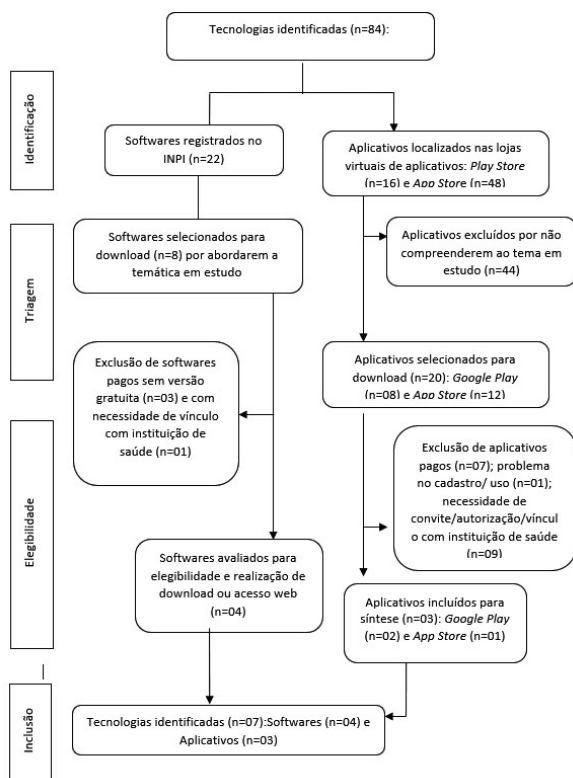 Tecnologias identificadas (n=84):
Identificação
Softwares registrados no
INPI (n=22)
Aplicativos localizados nas lojas
virtuais de aplicativos: Play Store
(n=16) e App Store (n=48)
Triagem
Softwares selecionados para
download (n=8) por abordarem a
temática em estudo
Aplicativos excluídos por não
compreenderem ao tema em
estudo (n=44)
Exclusão de softwares
pagos sem versão
gratuita (n=03) e com
necessidade de vínculo
com instituição de
saúde (n=01)
Aplicativos selecionados para
download (n=20): Google Play
(n=08) e App Store (n=12)
Elegibilidade
Exclusão de aplicativos
pagos (n=07); problema
no cadastro/ uso (n=01);
necessidade de
convite/autorização/víncul
o com instituição de saúde
(n=09)
Softwares avaliados para
elegibilidade e realização de
download ou acesso web
(n=04)
Aplicativos incluídos para
síntese (n=03): Google Play
(n=02) e App Store (n=01)
Inclusão
Tecnologias identificadas (n=07):Softwares (n=04) e
Aplicativos (n=03)